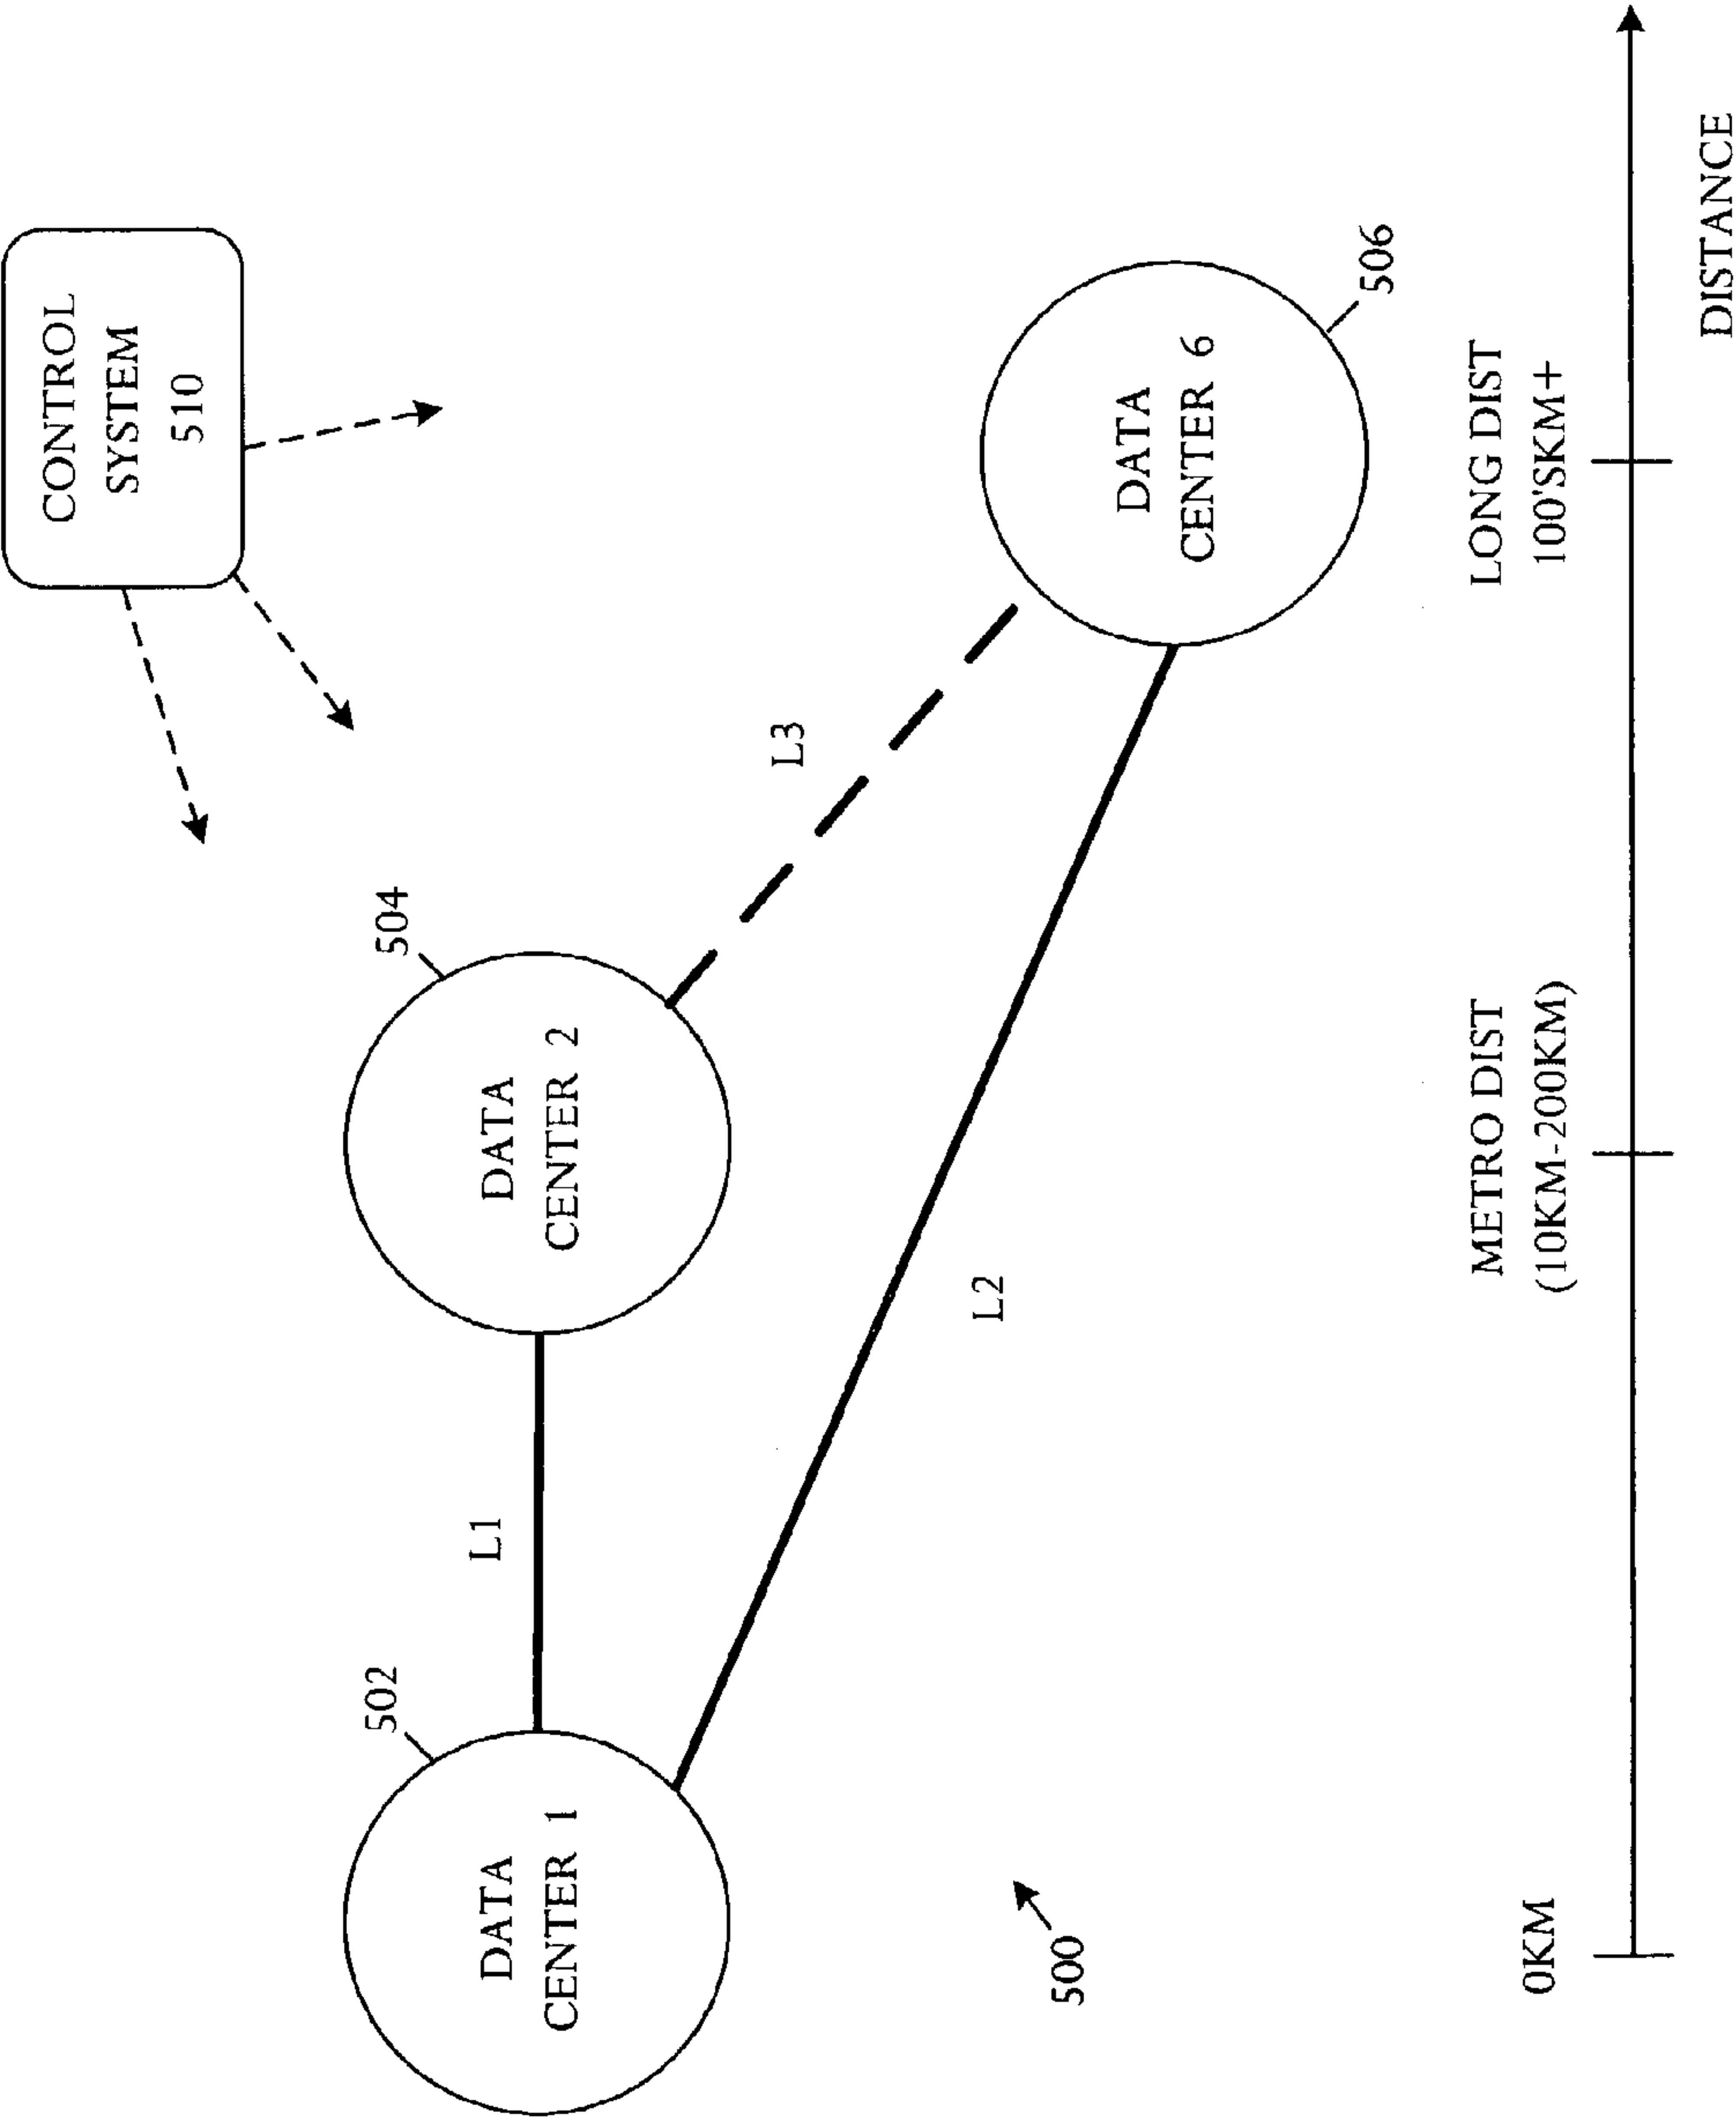 CONTROL
SYSTEM
510
502
504
DATA
CENTER 1
L1
DATA
CENTER 2
L3
L2
DATA
CENTER 6
506
500
0KM
METRO DIST
(10KM-200KM)
LONG DIST
100'SKM+
DISTANCE